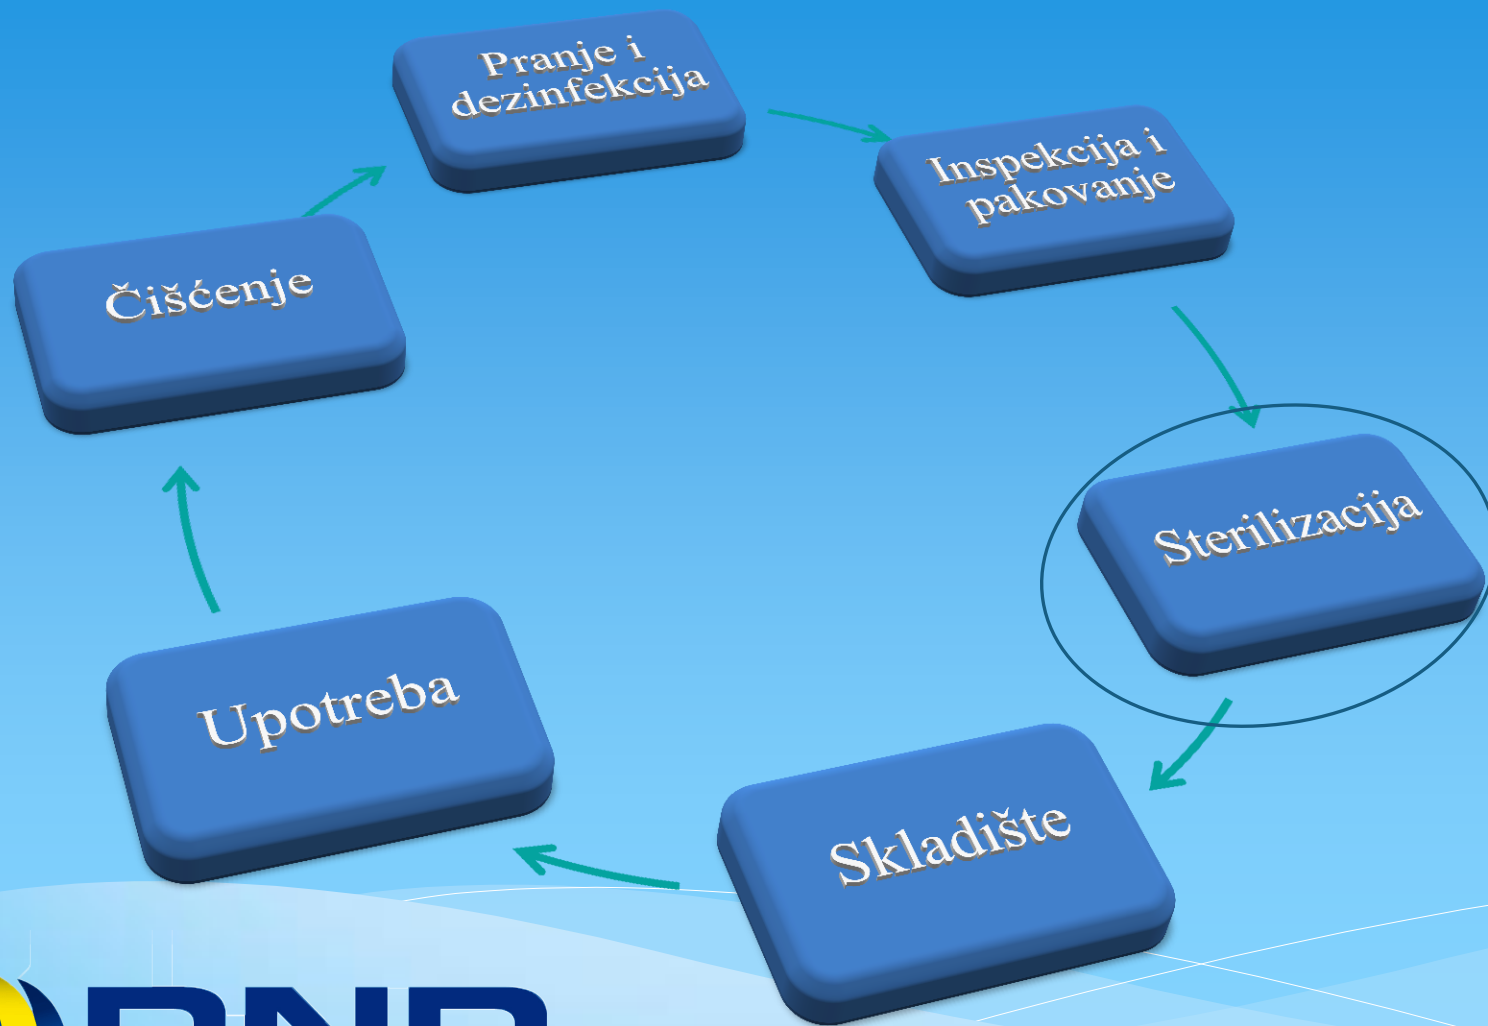 Pranje i
dezinfekcija
Inspekcija i
pakovanje
Čišćenje
Sterilizacija
Upotreba
Skladište